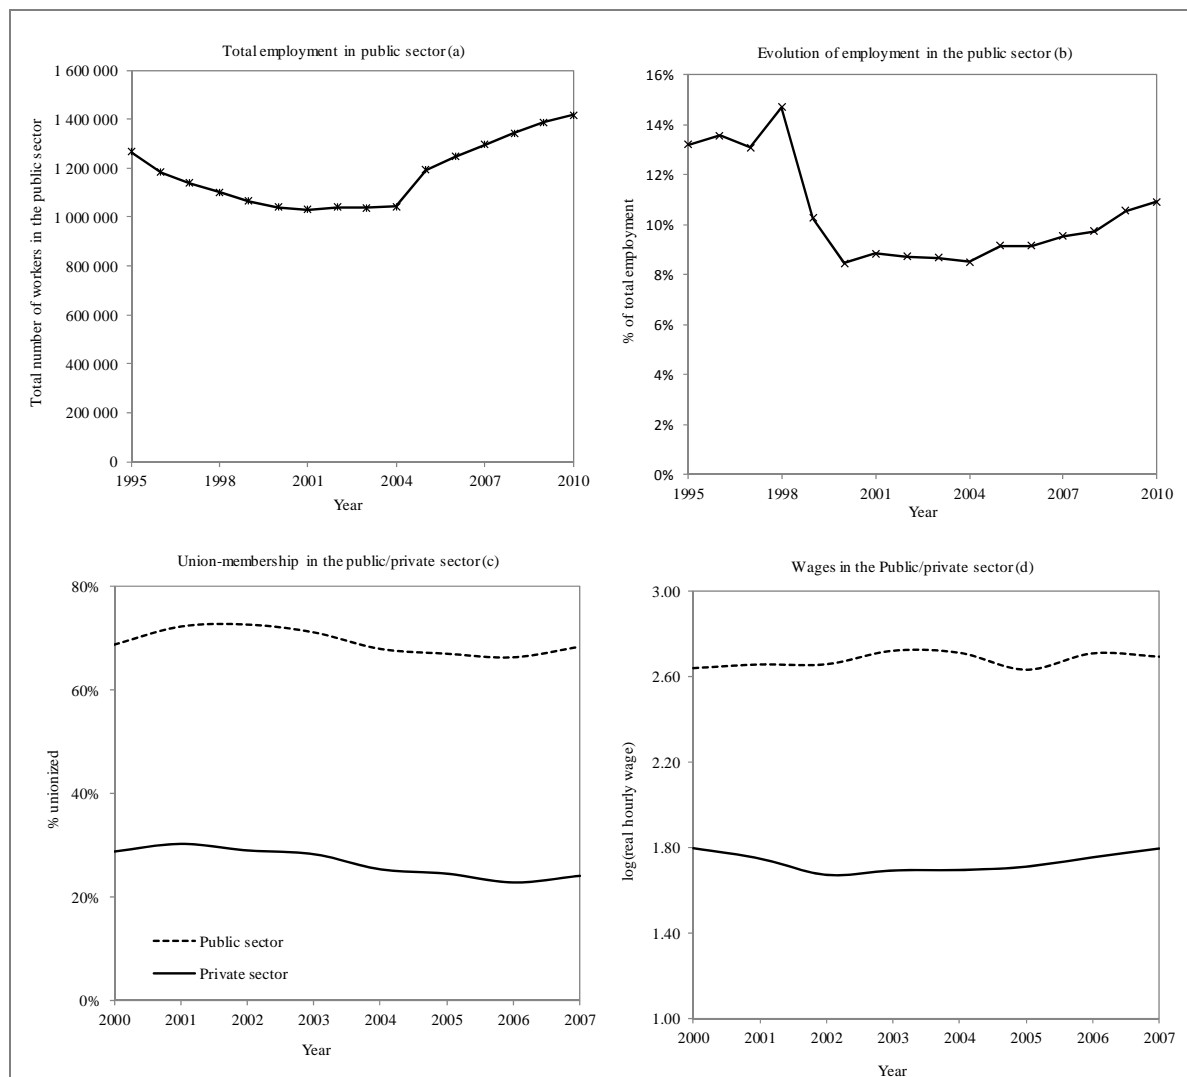 Total employment in public sector (a)
Total number of workers in the public sector
1 600 000
1 400 000
1 200 000
1 000 000
800 000
600 000
400 000
200 000
0
1995 1998 2001 2004 2007 2010
Year
Evolution of employment in the public sector (b)
% of total employment
16%
14%
12%
10%
8%
6%
4%
2%
0%
1995 1998 2001 2004 2007 2010
Year
Union-membership in the public/private sector (c)
% unionized
80%
60%
40%
20%
0%
Public sector
Private sector
2000 2001 2002 2003 2004 2005 2006 2007
Year
Wages in the Public/private sector (d)
log(real hourly wage)
3.00
2.60
2.20
1.80
1.40
1.00
2000 2001 2002 2003 2004 2005 2006 2007
Year